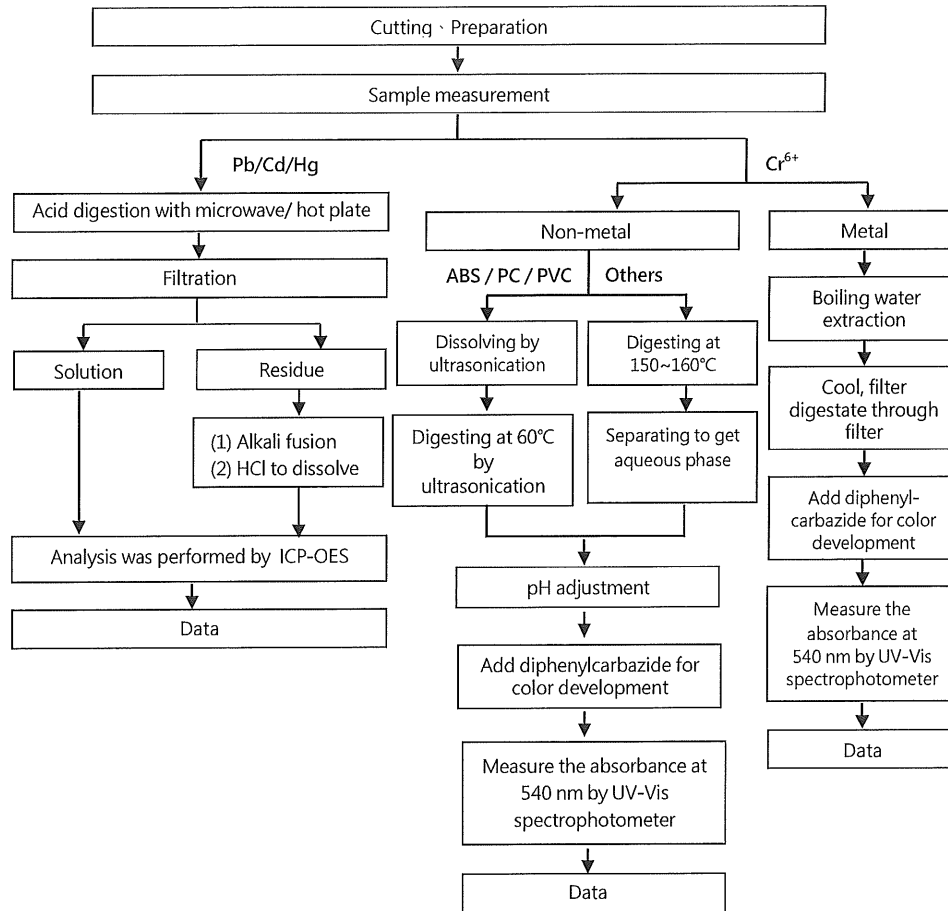 Cutting、Preparation
Sample measurement
Pb/Cd/Hg
Cr6+
Acid digestion with microwave/ hot plate
Filtration
Solution
Residue
(1) Alkali fusion
(2) HCl to dissolve
Analysis was performed by ICP-OES
Data
Non-metal
ABS / PC / PVC
Others
Dissolving by
ultrasonication
Digesting at 60℃
by
ultrasonication
Digesting at
150~160℃
Separating to get
aqueous phase
pH adjustment
Add diphenylcarbazide for
color development
Measure the absorbance at
540 nm by UV-Vis
spectrophotometer
Data
Metal
Boiling water
extraction
Cool, filter
digestate through
filter
Add diphenyl-
carbazide for color
development
Measure the
absorbance at
540 nm by UV-Vis
spectrophotometer
Data